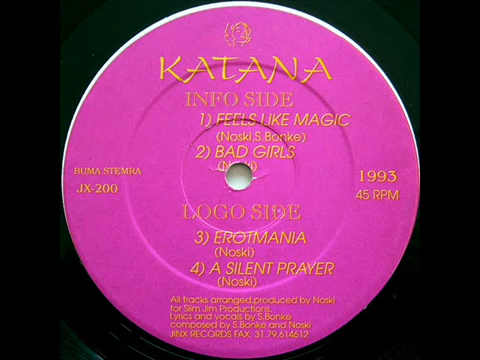 KATANA
INFO SIDE
1) FEELS LIKE MAGIC
(Noski,S.Bonke)
2) BAD GIRLS
(Noski)
BUMA STEMRA
JX-200
1993
45 RPM
LOGO SIDE
3) EROTMANIA
(Noski)
4) A SILENT PRAYER
(Noski)
All tracks arranged,produced by Noski
for Slim Jim Productions.
Lyrics and vocals by S.Bonke
composed by S.Bonke and Noski
JINX RECORDS FAX: 31.79.614612